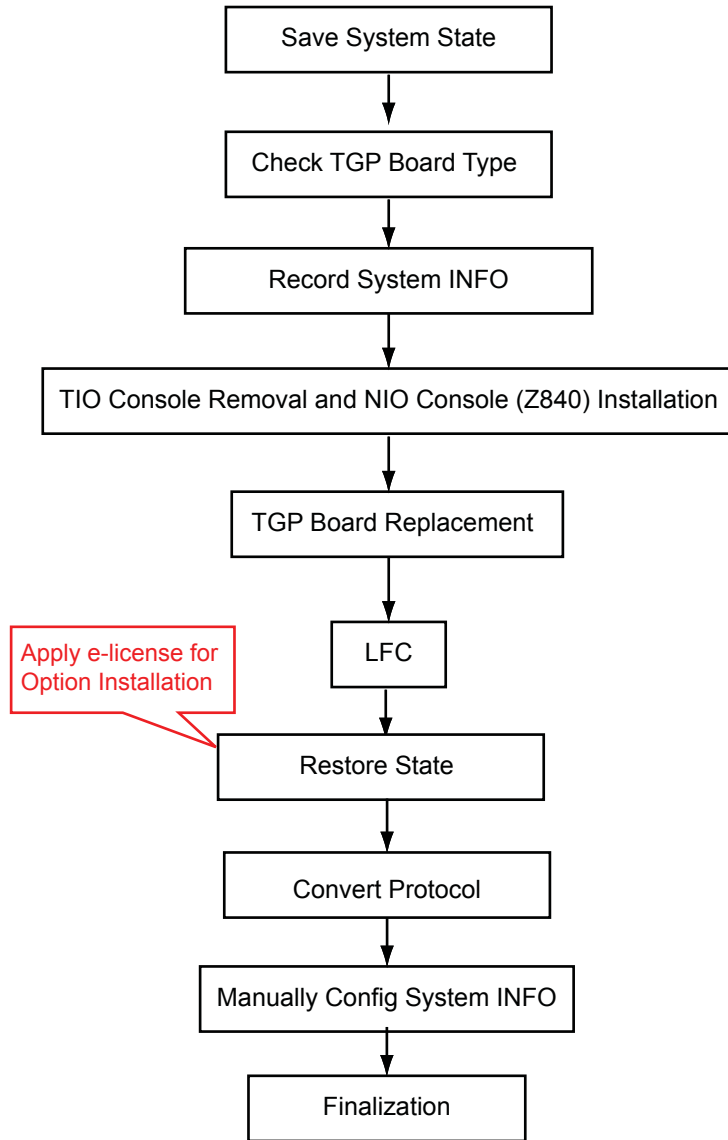 Save System State
Check TGP Board Type
Record System INFO
TIO Console Removal and NIO Console (Z840) Installation
TGP Board Replacement
LFC
Apply e-license for
Option Installation
Restore State
Convert Protocol
Manually Config System INFO
Finalization